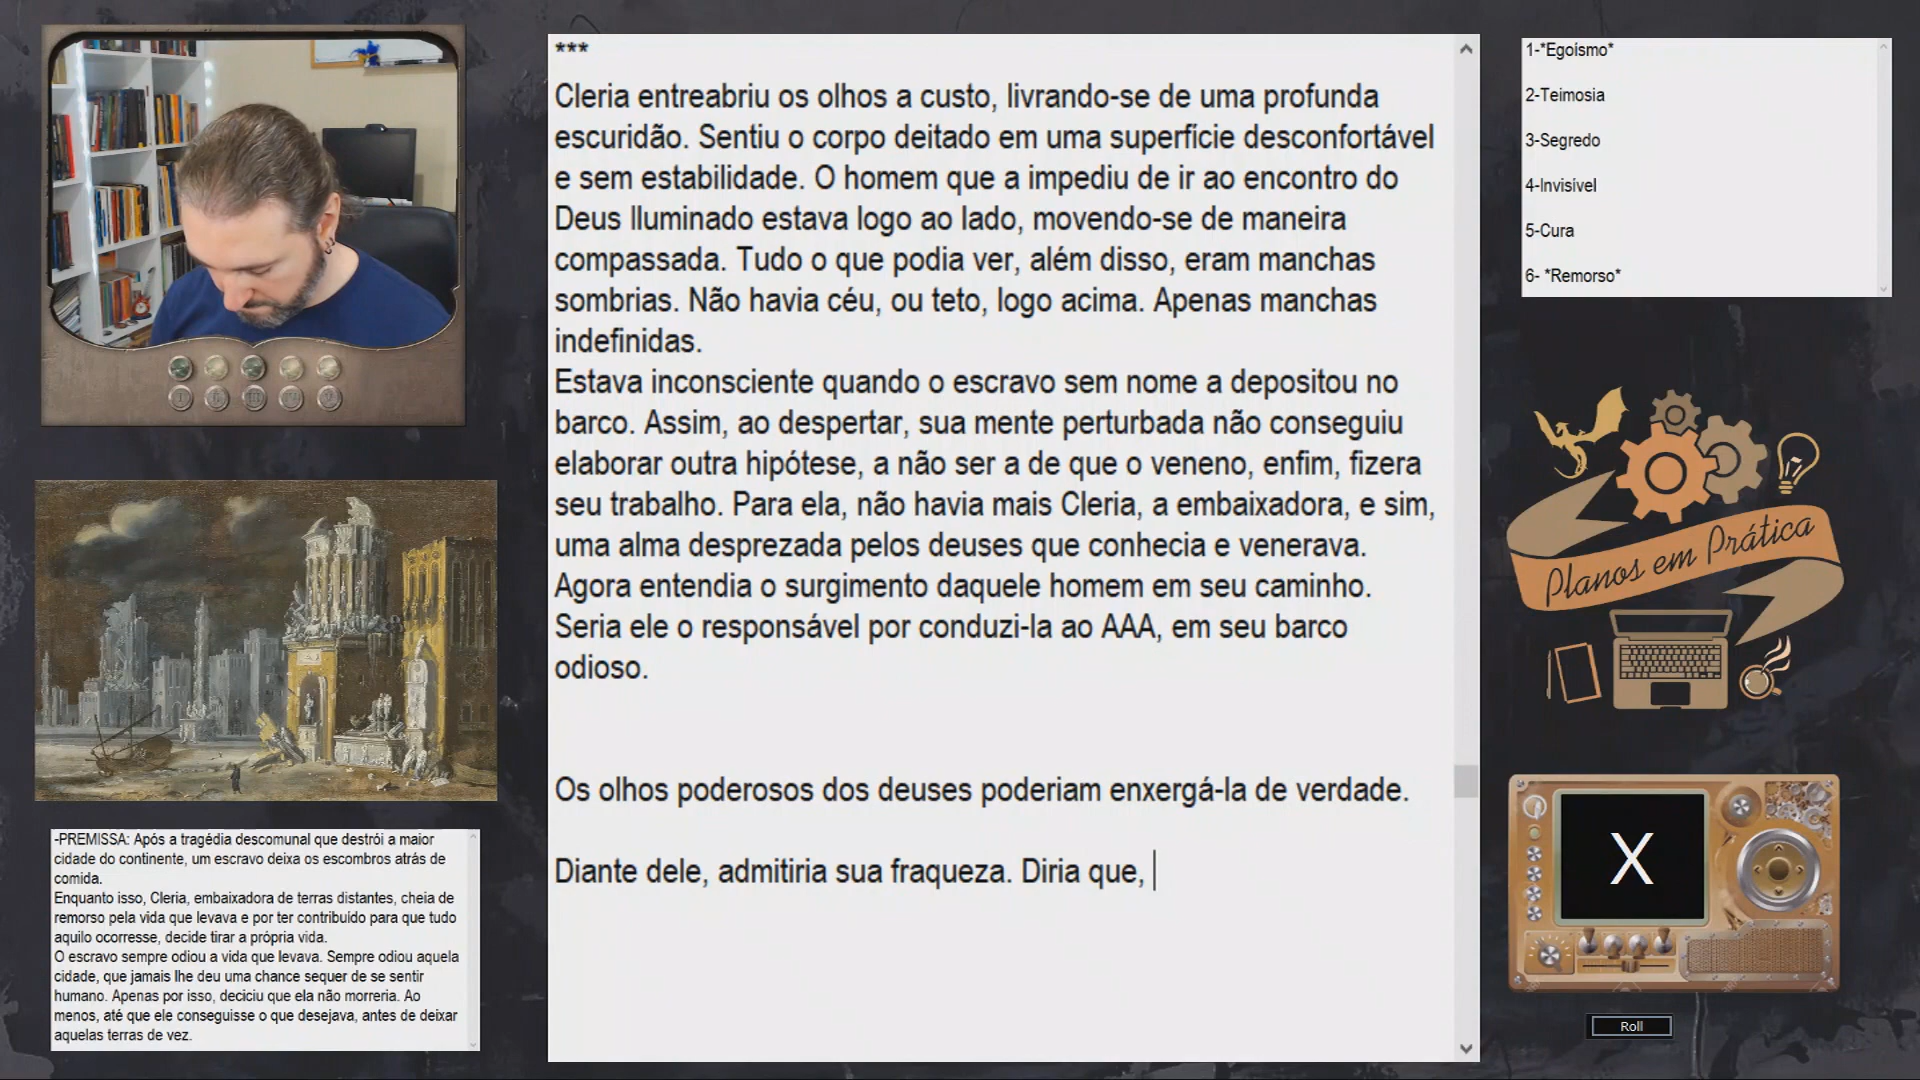 ***
Cleria entreabriu os olhos a custo, livrando-se de uma profunda
escuridão. Sentiu o corpo deitado em uma superfície desconfortável
e sem estabilidade. O homem que a impediu de ir ao encontro do
Deus Iluminado estava logo ao lado, movendo-se de maneira
compassada. Tudo o que podia ver, além disso, eram manchas
sombrias. Não havia céu, ou teto, logo acima. Apenas manchas
indefinidas.
Estava inconsciente quando o escravo sem nome a depositou no
barco. Assim, ao despertar, sua mente perturbada não conseguiu
elaborar outra hipótese, a não ser a de que o veneno, enfim, fizera
seu trabalho. Para ela, não havia mais Cleria, a embaixadora, e sim,
uma alma desprezada pelos deuses que conhecia e venerava.
Agora entendia o surgimento daquele homem em seu caminho.
Seria ele o responsável por conduzi-la ao AAA, em seu barco
odioso.
Os olhos poderosos dos deuses poderiam enxergá-la de verdade.
Diante dele, admitiria sua fraqueza. Diria que,
-PREMISSA: Após a tragédia descomunal que destrói a maior
cidade do continente, um escravo deixa os escombros atrás de
comida.
Enquanto isso, Cleria, embaixadora de terras distantes, cheia de
remorso pela vida que levava e por ter contribuído para que tudo
aquilo ocorresse, decide tirar a própria vida.
O escravo sempre odiou a vida que levava. Sempre odiou aquela
cidade, que jamais lhe deu uma chance sequer de se sentir
humano. Apenas por isso, deciciu que ela não morreria. Ao
menos, até que ele conseguisse o que desejava, antes de deixar
aquelas terras de vez.
1-*Egoismo*
2-Teimosia
3-Segredo
4-Invisível
5-Cura
6- *Remorso*
Planos em Prática
X
Roll